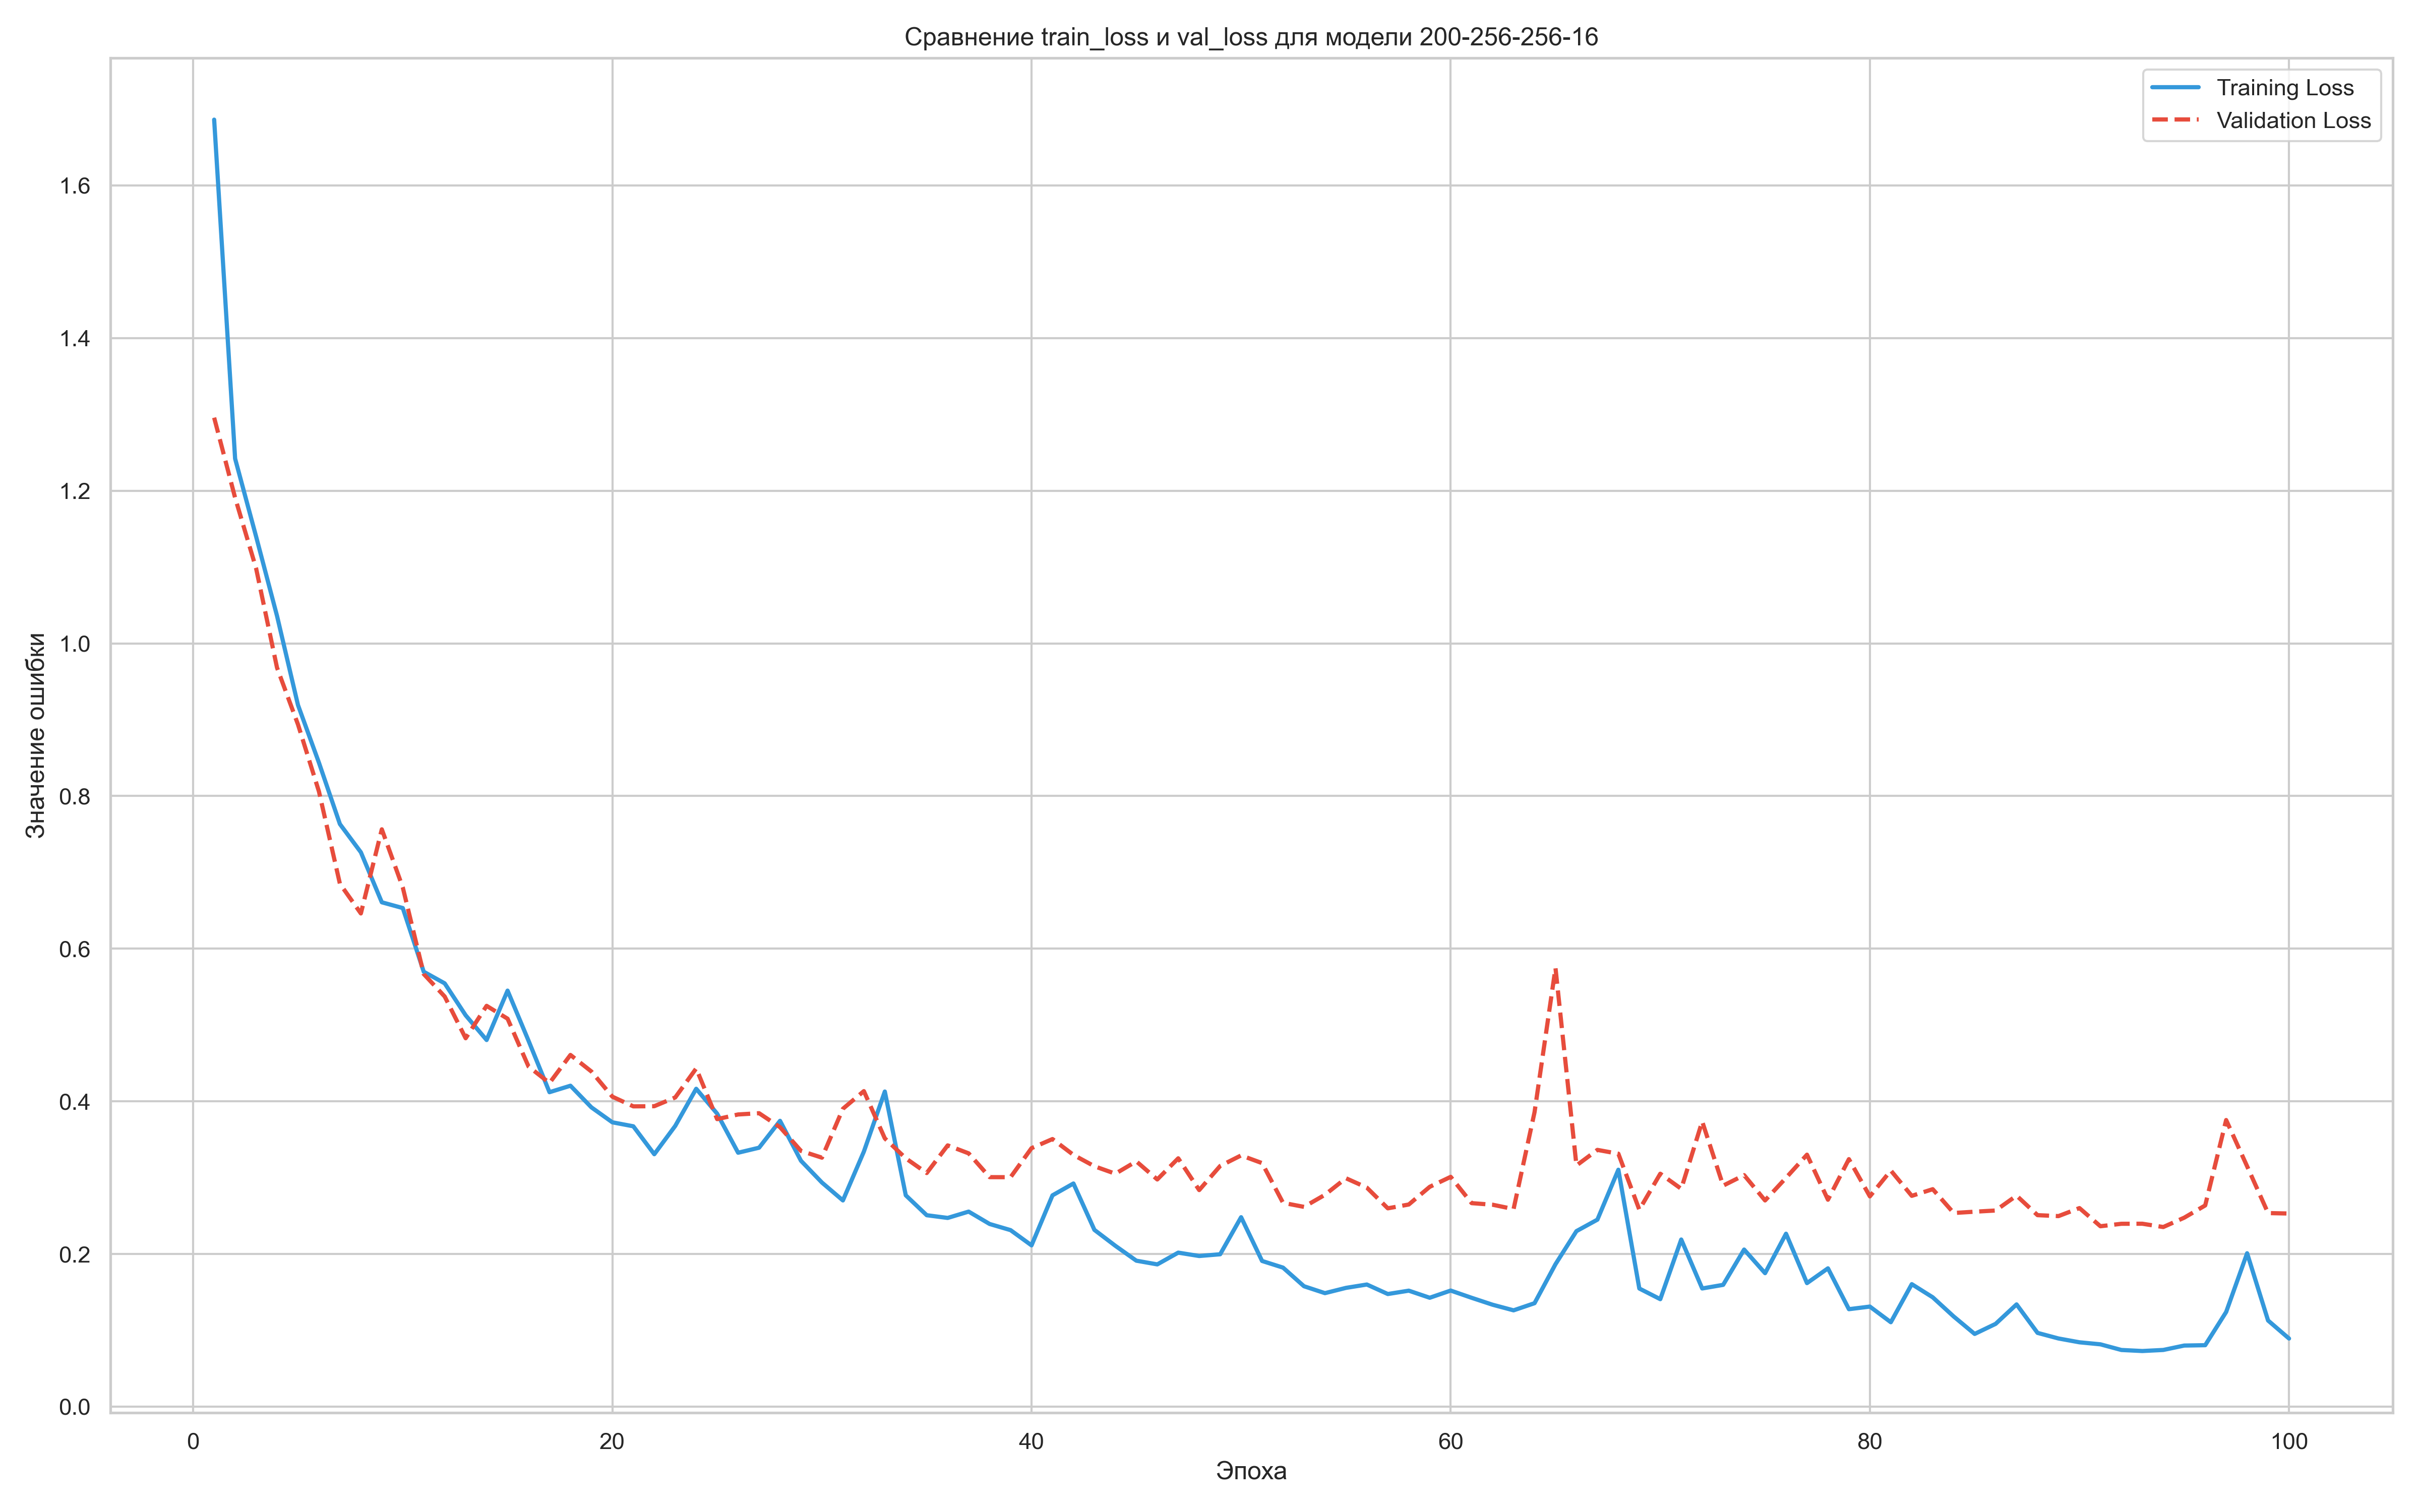 Сравнение train_loss и val_loss для модели 200-256-256-16
Training Loss
Validation Loss
Значение ошибки
1.6
1.4
1.2
1.0
0.8
0.6
0.4
0.2
0.0
0 20 40 60 80 100
Эпоха